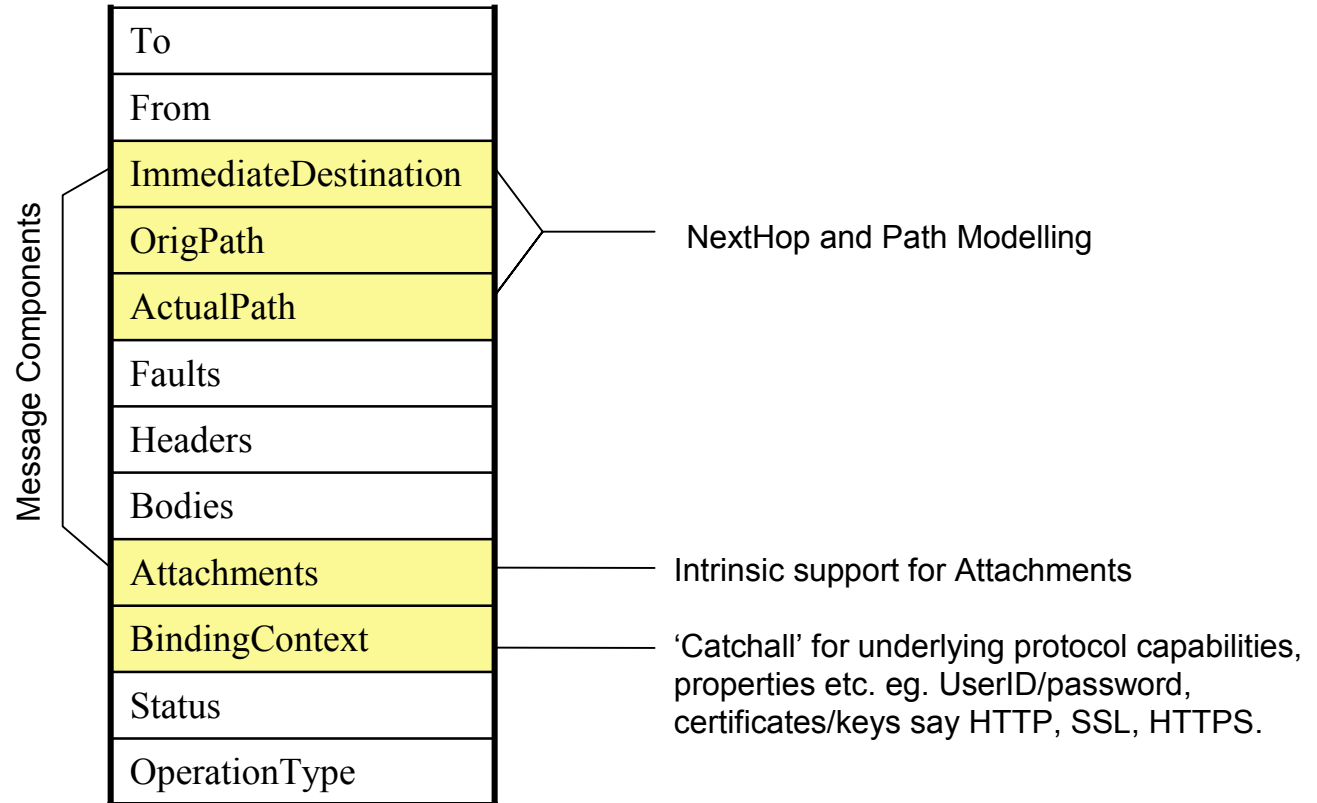 To
From
ImmediateDestination
OrigPath
ActualPath
Faults
Headers
Bodies
Attachments
BindingContext
Status
OperationType
Message Components
NextHop and Path Modelling
Intrinsic support for Attachments
‘Catchall’ for underlying protocol capabilities,
properties etc. eg. UserID/password,
certificates/keys say HTTP, SSL, HTTPS.